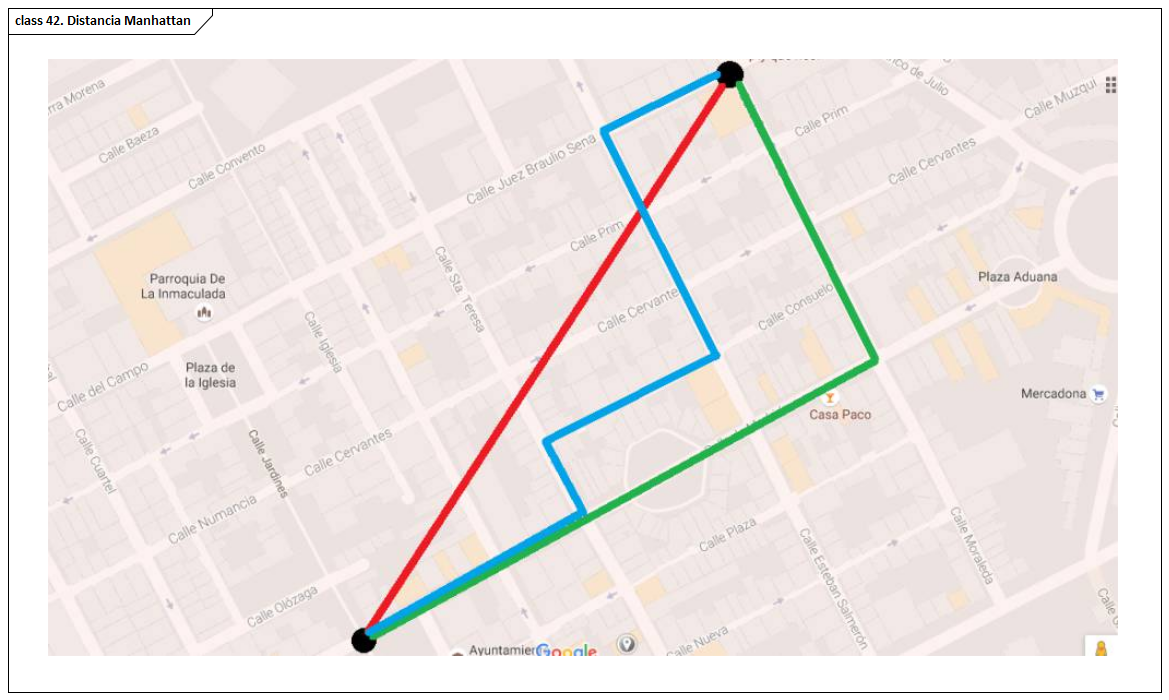 class 42. Distancia Manhattan
Calle MuzquI
Calle Prim
Calle Baeza
Calle Convento
Calle Juez Braulio Sena
Calle Cervantes
Calle Prim
Parroquia De
La Inmaculada
Calle Sta. Teresa
Plaza Aduana
Calle Consuelo
Calle Cervante
Calle Iglesia
Plaza de
la Iglesia
Calle del Campo
Mercadona
Casa Paco
Calle Cuartel
Calle Jardines
Calle Cervantes
Calle Numancia
Calle Plaza
Calle Moraleda
Calle Esteban Salmerón
Calle Olózaga
Calle Nueva
Ayuntamien
Google